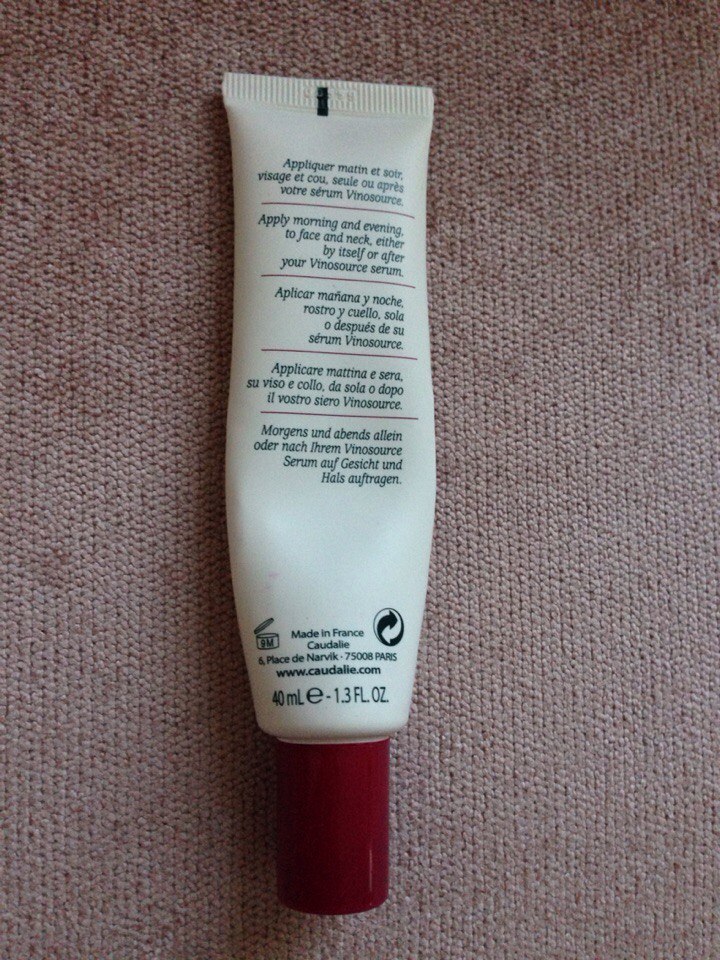 Appliquer matin et soir,
visage et cou, seule ou après
votre sérum Vinosource.
Apply morning and evening,
to face and neck, either
by itself or after
your Vinosource serum.
Aplicar mañana y noche,
rostro y cuello, sola
o después de su
sérum Vinosource.
Applicare mattina e sera,
su viso e collo, da sola o dopo
il vostro siero Vinosource.
Morgens und abends allein
oder nach Ihrem Vinosource
Serum auf Gesicht und
Hals auftragen.
Made in France
Caudalie
6, Place de Narvik - 75008 PARIS
www.caudalie.com
40 mL e - 1.3 FL. OZ.